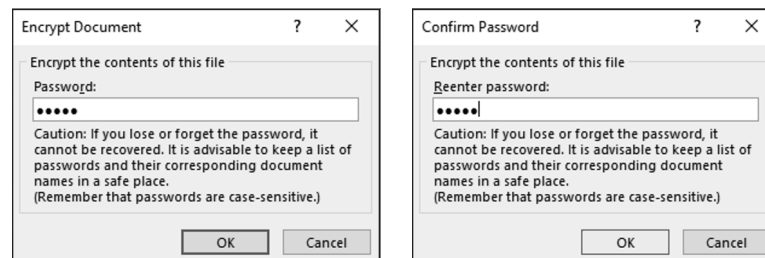 Encrypt Document ? ×
Encrypt the contents of this file
Password:
●●●●●
Caution: If you lose or forget the password, it
cannot be recovered. It is advisable to keep a list of
passwords and their corresponding document
names in a safe place.
(Remember that passwords are case-sensitive.)
OK Cancel
Confirm Password ? ×
Encrypt the contents of this file
Reenter password:
●●●●●
Caution: If you lose or forget the password, it
cannot be recovered. It is advisable to keep a list of
passwords and their corresponding document
names in a safe place.
(Remember that passwords are case-sensitive.)
OK Cancel